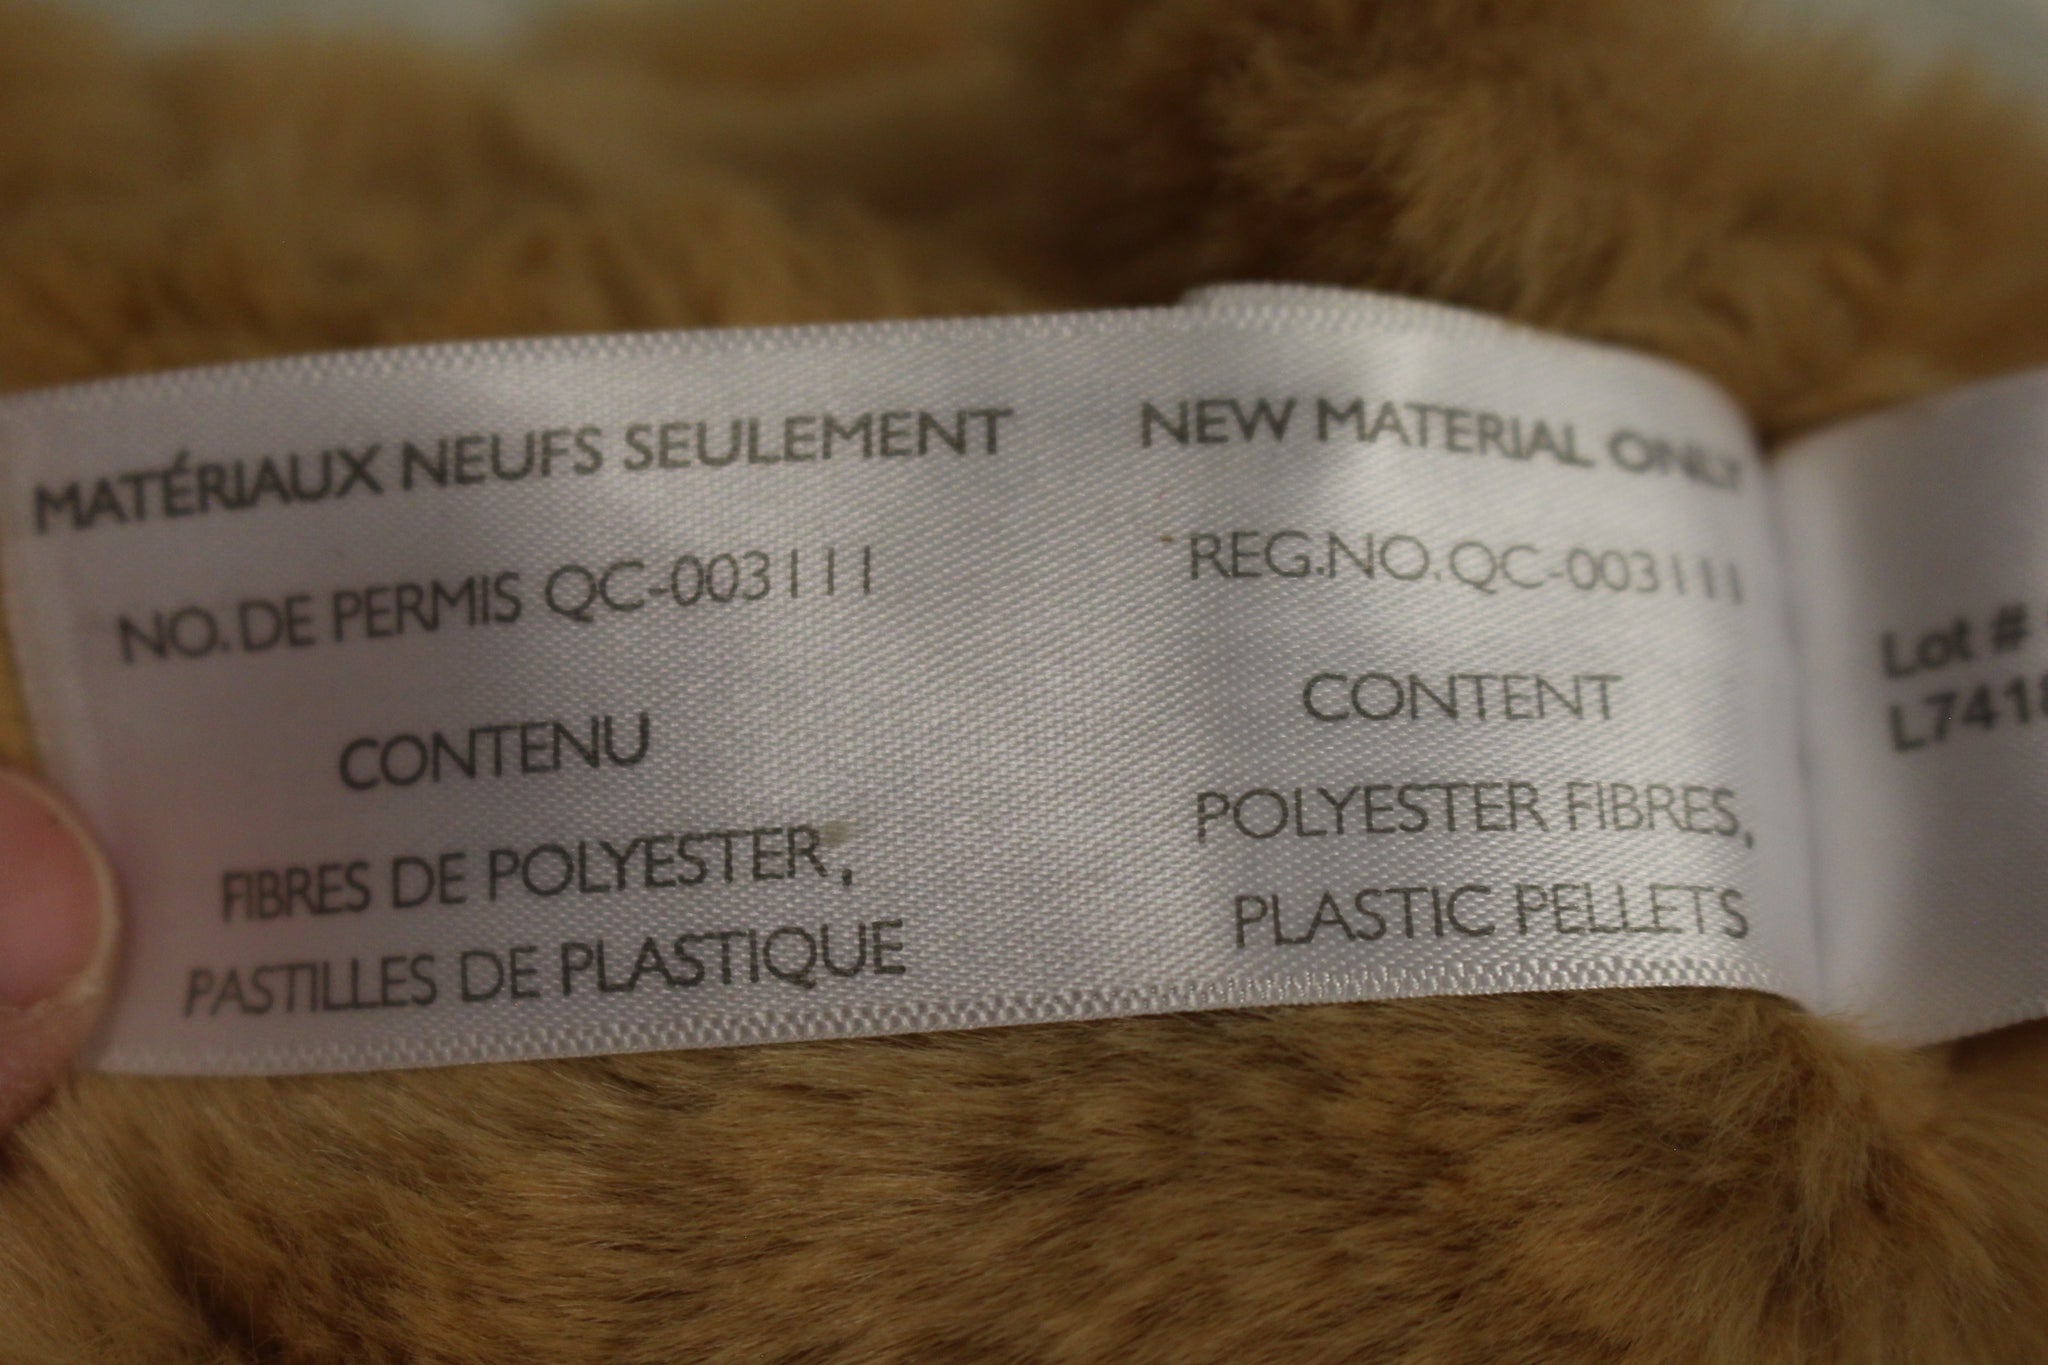 MATÉRIAUX NEUFS SEULEMENT
NO. DE PERMIS QC-003111
CONTENU
FIBRES DE POLYESTER,
PASTILLES DE PLASTIQUE
NEW MATERIAL ONLY
REG.NO. QC-003111
CONTENT
POLYESTER FIBRES,
PLASTIC PELLETS
Lot #
L7418